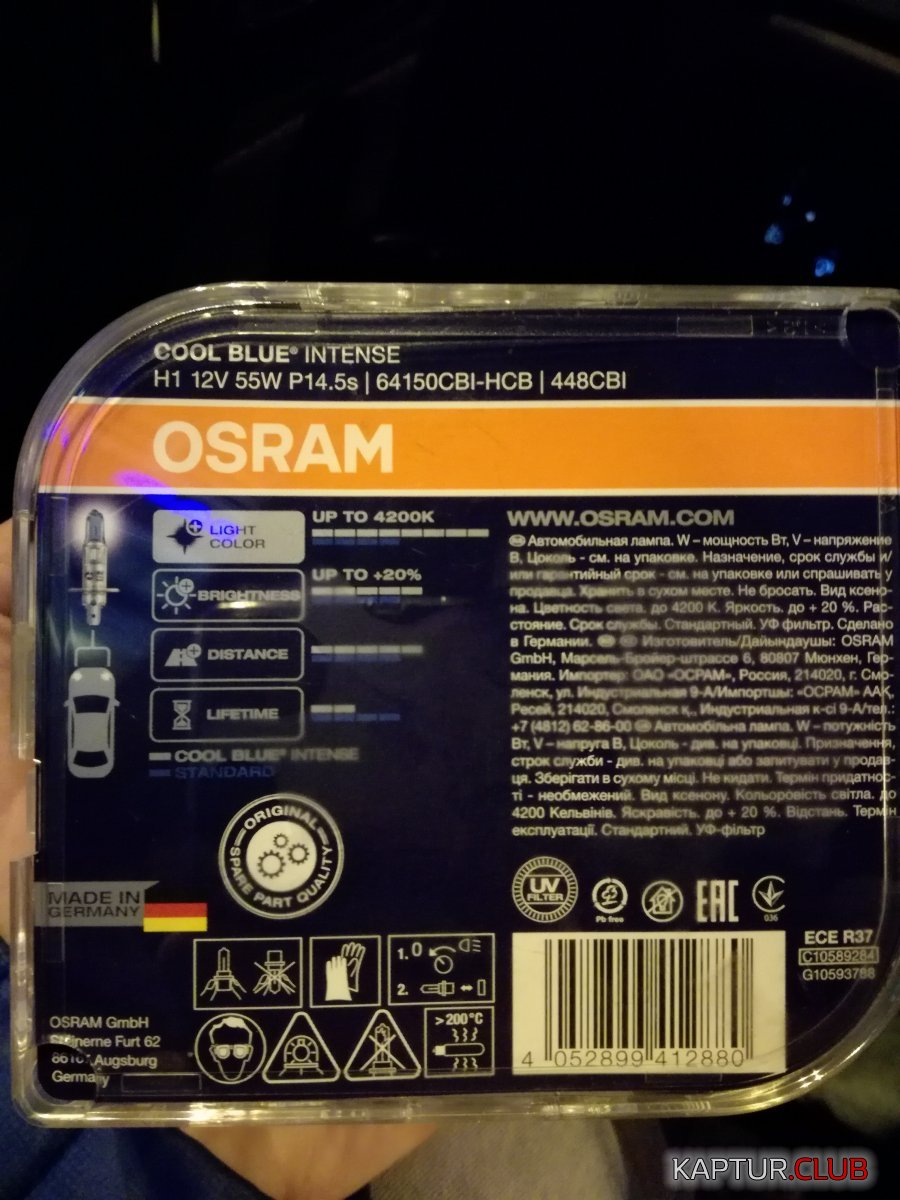 COOL BLUE® INTENSE
H1 12V 55W P14.5s | 64150CBI-HCB | 448CBI
OSRAM
LIGHT
COLOR
UP TO 4200K
BRIGHTNESS
UP TO +20%
DISTANCE
LIFETIME
COOL BLUE® INTENSE
STANDARD
WWW.OSRAM.COM
Автомобильная лампа. W – мощность Вт, V – напряжение
В, Цоколь - см. на упаковке. Назначение, срок службы и/
или гарантийный срок - см. на упаковке или спрашивать у
продавца. Хранить в сухом месте. Не бросать. Вид ксено-
на. Цветность света. до 4200 К. Яркость. до + 20 %. Рас-
стояние. Срок службы. Стандартный. УФ фильтр. Сделано
в Германии. Изготовитель/Дайындаушы: OSRAM
GmbH, Марсель-Бройер-штрассе 6, 80807 Мюнхен, Гер-
мания. Импортер: ОАО «ОСРАМ», Россия, 214020, г. Смо-
ленск, ул. Индустриальная 9-А/Импортшы: «ОСРАМ» ААҚ,
Ресей, 214020, Смоленск қ., Индустриальная к-сі 9-А/тел.:
+7 (4812) 62-86-00 Автомобільна лампа. W – потужність
Вт, V – напруга В, Цоколь - див. на упаковці. Призначення,
строк служби - див. на упаковці або запитувати у продав-
ця. Зберігати в сухому місці. Не кидати. Термін придатнос-
ті - необмежений. Вид ксенону. Кольоровість світла. до
4200 Кельвінів. Яскравість. до + 20 %. Відстань. Термін
експлуатації. Стандартний. УФ-фільтр
ORIGINAL
SPARE PART QUALITY
MADE IN
GERMANY
UV
FILTER
Pb free
EAC
036
ECE R37
C10589284
G10593788
1. 0
2.
>200°C
OSRAM GmbH
Furt 62
Augsburg
Germany
4 052899 412880
KAPTUR.CLUB